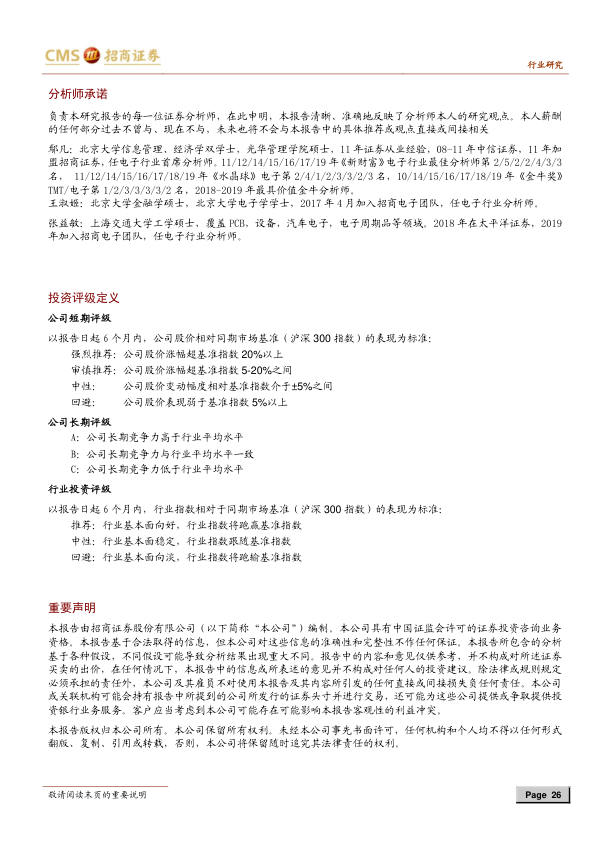 CMS 招商证券
行业研究
分析师承诺
负责本研究报告的每一位证券分析师，在此申明，本报告清晰、准确地反映了分析师本人的研究观点。本人薪酬
的任何部分过去不曾与、现在不与，未来也将不会与本报告中的具体推荐或观点直接或间接相关
鄢凡：北京大学信息管理、经济学双学士，光华管理学院硕士，11 年证券从业经验，08-11 年中信证券，11 年加
盟招商证券，任电子行业首席分析师。11/12/14/15/16/17/19 年《新财富》电子行业最佳分析师第 2/5/2/2/4/3/3
名， 11/12/14/15/16/17/18/19 年《水晶球》电子第 2/4/1/2/3/3/2/3 名，10/14/15/16/17/18/19 年《金牛奖》
TMT/电子第 1/2/3/3/3/3/2 名，2018-2019 年最具价值金牛分析师。
王淑姬：北京大学金融学硕士，北京大学电子学学士，2017 年 4 月加入招商电子团队，任电子行业分析师。
张益敏：上海交通大学工学硕士，覆盖 PCB，设备，汽车电子，电子周期品等领域。2018 年在太平洋证券，2019
年加入招商电子团队，任电子行业分析师。
投资评级定义
公司短期评级
以报告日起 6 个月内，公司股价相对同期市场基准（沪深 300 指数）的表现为标准：
强烈推荐：公司股价涨幅超基准指数 20%以上
审慎推荐：公司股价涨幅超基准指数 5-20%之间
中性： 公司股价变动幅度相对基准指数介于±5%之间
回避： 公司股价表现弱于基准指数 5%以上
公司长期评级
A：公司长期竞争力高于行业平均水平
B：公司长期竞争力与行业平均水平一致
C：公司长期竞争力低于行业平均水平
行业投资评级
以报告日起 6 个月内，行业指数相对于同期市场基准（沪深 300 指数）的表现为标准：
推荐：行业基本面向好，行业指数将跑赢基准指数
中性：行业基本面稳定，行业指数跟随基准指数
回避：行业基本面向淡，行业指数将跑输基准指数
重要声明
本报告由招商证券股份有限公司（以下简称“本公司”）编制。本公司具有中国证监会许可的证券投资咨询业务
资格。本报告基于合法取得的信息，但本公司对这些信息的准确性和完整性不作任何保证。本报告所包含的分析
基于各种假设，不同假设可能导致分析结果出现重大不同。报告中的内容和意见仅供参考，并不构成对所述证券
买卖的出价，在任何情况下，本报告中的信息或所表述的意见并不构成对任何人的投资建议。除法律或规则规定
必须承担的责任外，本公司及其雇员不对使用本报告及其内容所引发的任何直接或间接损失负任何责任。本公司
或关联机构可能会持有报告中所提到的公司所发行的证券头寸并进行交易，还可能为这些公司提供或争取提供投
资银行业务服务。客户应当考虑到本公司可能存在可能影响本报告客观性的利益冲突。
本报告版权归本公司所有。本公司保留所有权利。未经本公司事先书面许可，任何机构和个人均不得以任何形式
翻版、复制、引用或转载，否则，本公司将保留随时追究其法律责任的权利。
敬请阅读末页的重要说明
Page 26